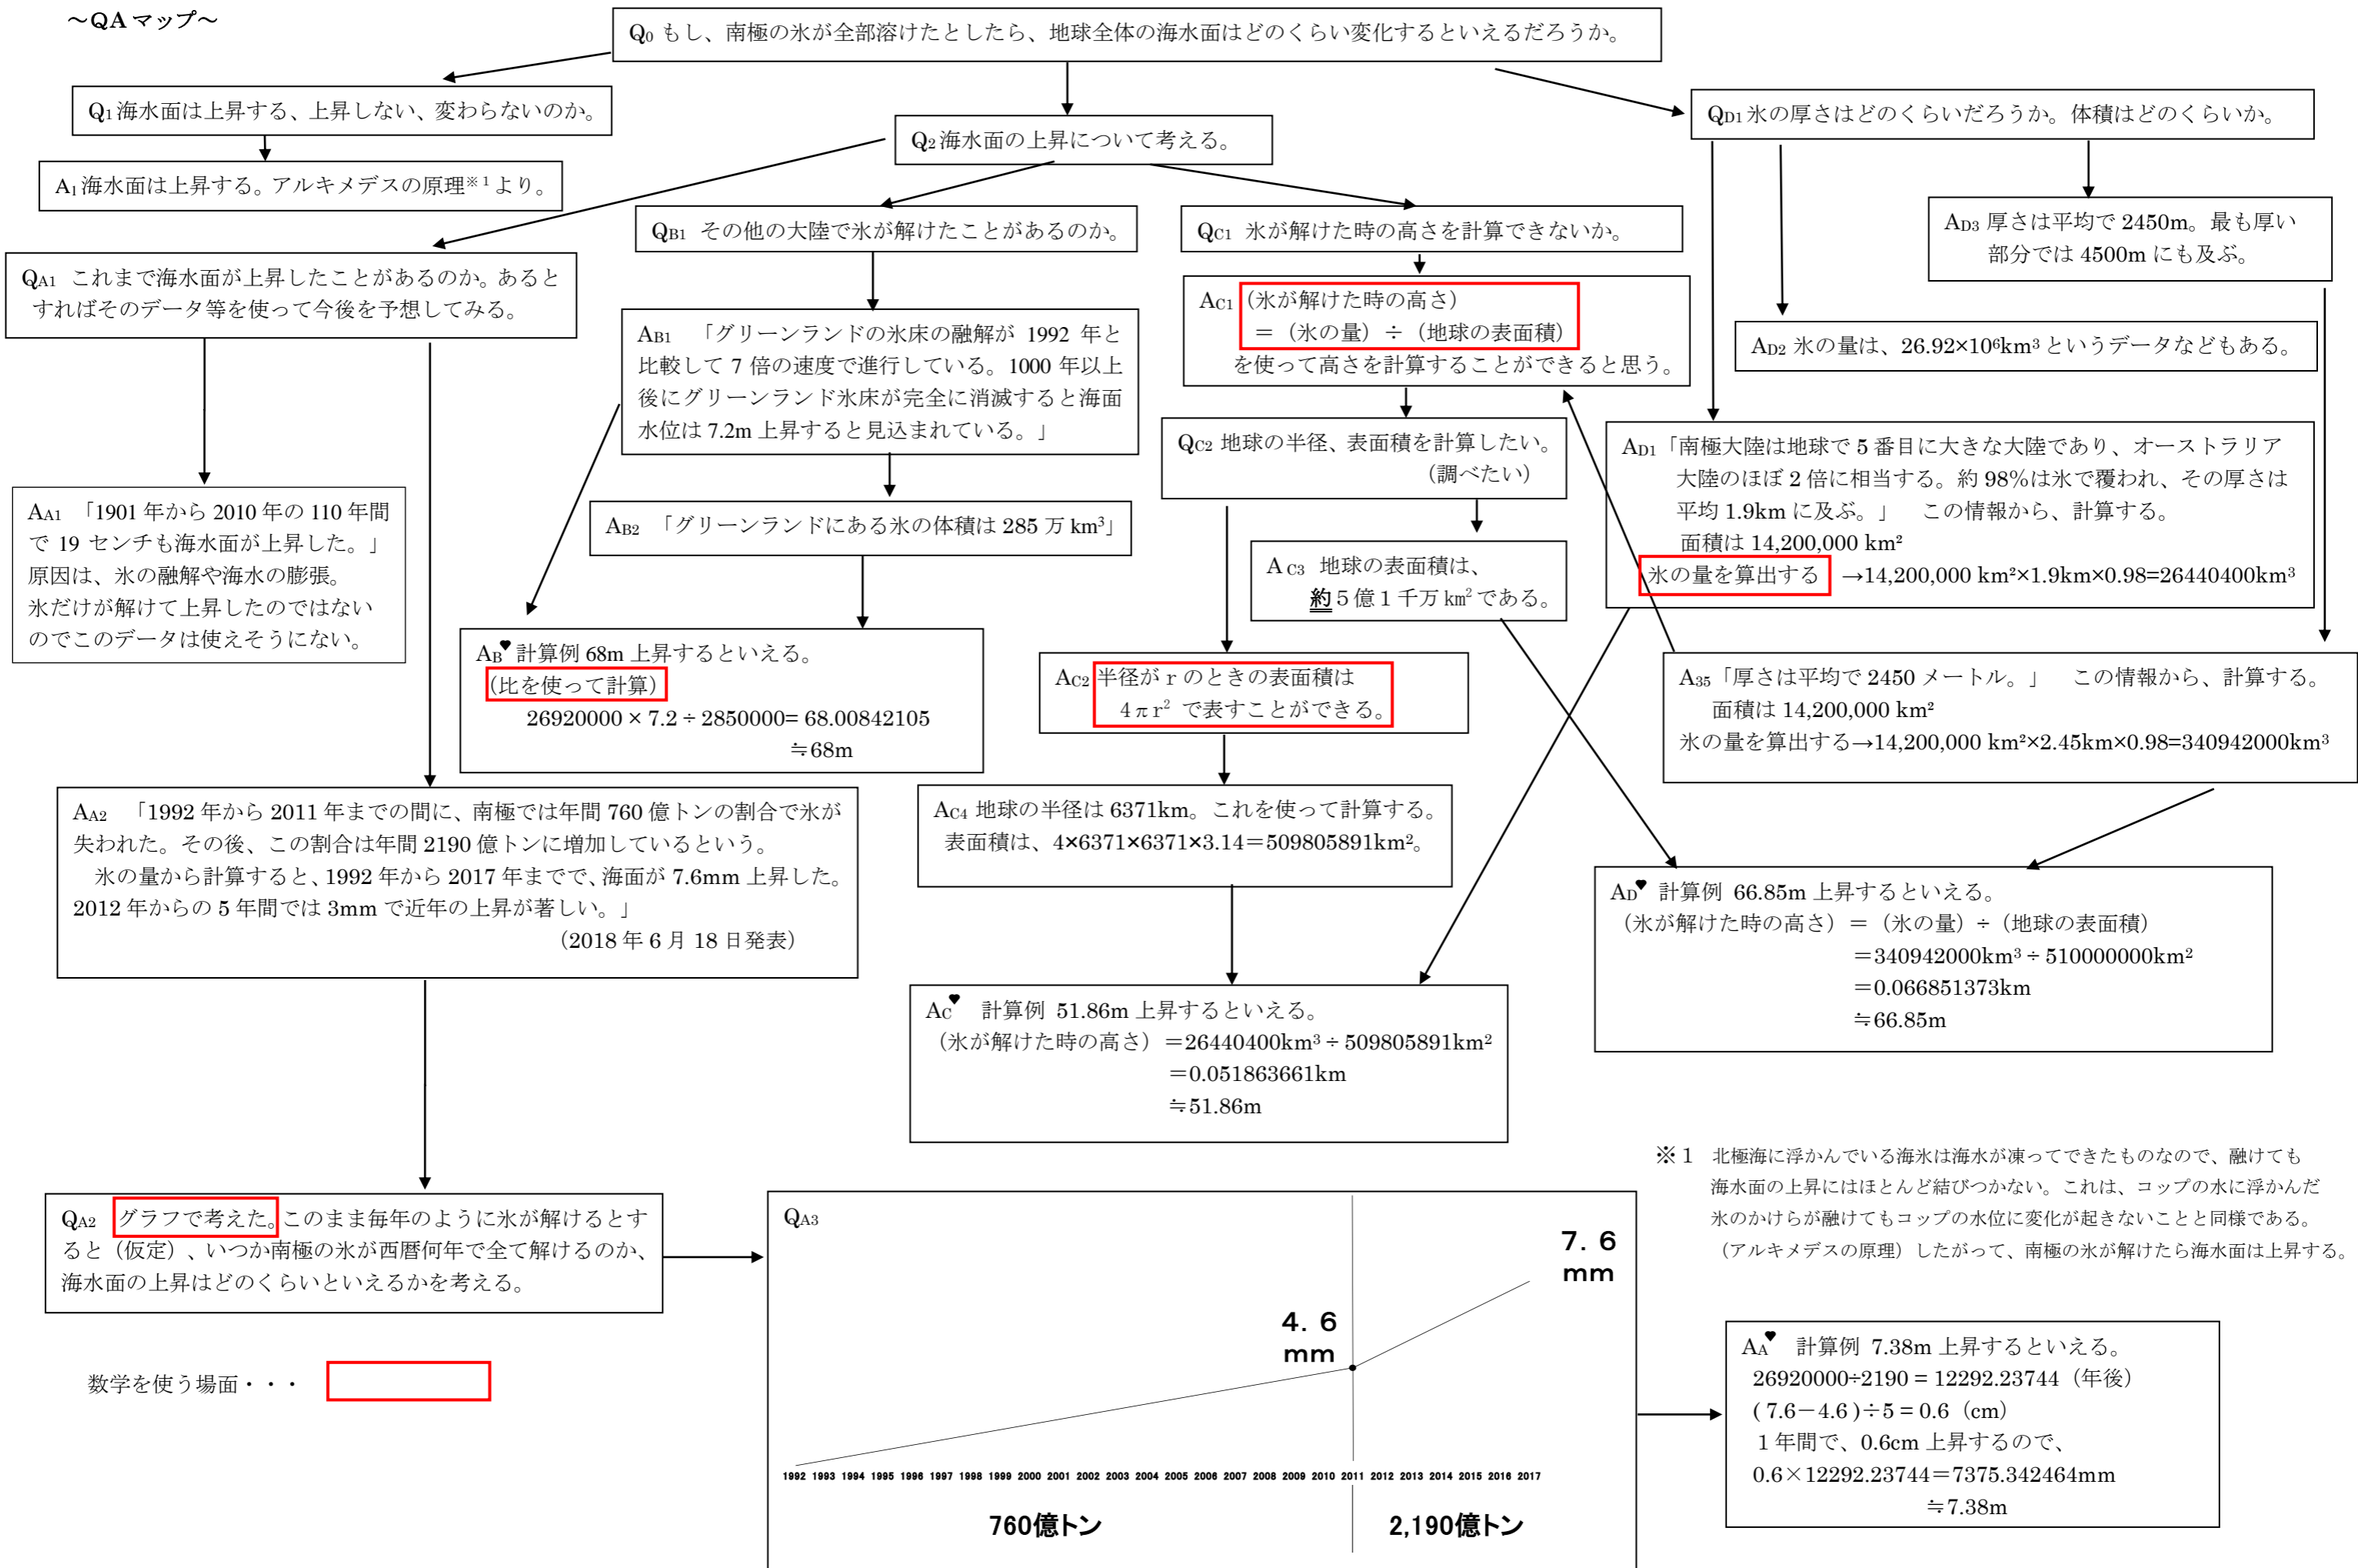 ～QA マップ～
Q0 もし、南極の氷が全部溶けたとしたら、地球全体の海水面はどのくらい変化するといえるだろうか。
Q1 海水面は上昇する、上昇しない、変わらないのか。
A1 海水面は上昇する。アルキメデスの原理※1より。
Q2 海水面の上昇について考える。
QD1 氷の厚さはどのくらいだろうか。体積はどのくらいか。
QA1 これまで海水面が上昇したことがあるのか。あると
すればそのデータ等を使って今後を予想してみる。
QB1 その他の大陸で氷が解けたことがあるのか。
QC1 氷が解けた時の高さを計算できないか。
AD3 厚さは平均で 2450m。最も厚い
部分では 4500m にも及ぶ。
AB1 「グリーンランドの氷床の融解が 1992 年と
比較して 7 倍の速度で進行している。1000 年以上
後にグリーンランド氷床が完全に消滅すると海面
水位は 7.2m 上昇すると見込まれている。」
AC1 (氷が解けた時の高さ)
＝（氷の量）÷（地球の表面積）
を使って高さを計算することができると思う。
AD2 氷の量は、26.92×10⁶km³ というデータなどもある。
QC2 地球の半径、表面積を計算したい。
（調べたい）
AD1「南極大陸は地球で 5 番目に大きな大陸であり、オーストラリア
大陸のほぼ 2 倍に相当する。約 98%は氷で覆われ、その厚さは
平均 1.9km に及ぶ。」 この情報から、計算する。
面積は 14,200,000 km²
氷の量を算出する →14,200,000 km²×1.9km×0.98=26440400km³
AA1 「1901 年から 2010 年の 110 年間
で 19 センチも海水面が上昇した。」
原因は、氷の融解や海水の膨張。
氷だけが解けて上昇したのではない
のでこのデータは使えそうにない。
AB2 「グリーンランドにある氷の体積は 285 万 km³」
A C3 地球の表面積は、
約５億１千万㎢である。
AB♥ 計算例 68m 上昇するといえる。
(比を使って計算)
26920000 × 7.2 ÷ 2850000= 68.00842105
≒68m
AC2 半径が r のときの表面積は
４πr² で表すことができる。
A35「厚さは平均で 2450 メートル。」 この情報から、計算する。
面積は 14,200,000 km²
氷の量を算出する→14,200,000 km²×2.45km×0.98=340942000km³
AA2 「1992 年から 2011 年までの間に、南極では年間 760 億トンの割合で氷が
失われた。その後、この割合は年間 2190 億トンに増加しているという。
氷の量から計算すると、1992 年から 2017 年までで、海面が 7.6mm 上昇した。
2012 年からの 5 年間では 3mm で近年の上昇が著しい。」
（2018 年 6 月 18 日発表）
AC4 地球の半径は 6371km。これを使って計算する。
表面積は、4×6371×6371×3.14＝509805891km²。
AD♥ 計算例 66.85m 上昇するといえる。
（氷が解けた時の高さ）＝（氷の量）÷（地球の表面積）
＝340942000km³÷510000000km²
＝0.066851373km
≒66.85m
AC♥ 計算例 51.86m 上昇するといえる。
（氷が解けた時の高さ）＝26440400km³÷509805891km²
＝0.051863661km
≒51.86m
※１ 北極海に浮かんでいる海氷は海水が凍ってできたものなので、融けても
海水面の上昇にはほとんど結びつかない。これは、コップの水に浮かんだ
氷のかけらが融けてもコップの水位に変化が起きないことと同様である。
（アルキメデスの原理）したがって、南極の氷が解けたら海水面は上昇する。
QA2 グラフで考えた。このまま毎年のように氷が解けるとす
ると（仮定）、いつか南極の氷が西暦何年で全て解けるのか、
海水面の上昇はどのくらいといえるかを考える。
QA3
7. 6
mm
4. 6
mm
1992 1993 1994 1995 1996 1997 1998 1999 2000 2001 2002 2003 2004 2005 2006 2007 2008 2009 2010 2011 2012 2013 2014 2015 2016 2017
760億トン 2,190億トン
AA♥ 計算例 7.38m 上昇するといえる。
26920000÷2190 = 12292.23744（年後）
( 7.6－4.6 )÷5 = 0.6（cm）
1 年間で、0.6cm 上昇するので、
0.6×12292.23744＝7375.342464mm
≒7.38m
数学を使う場面・・・